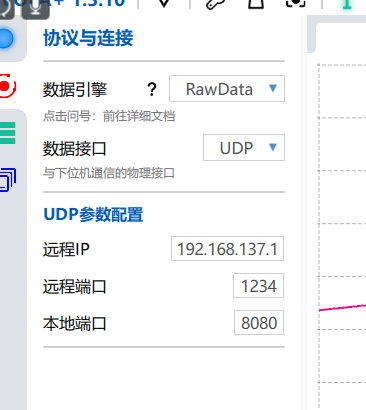 1.3.10
协议与连接
数据引擎 ? RawData
点击问号：前往详细文档
数据接口 UDP
与下位机通信的物理接口
UDP参数配置
远程IP 192.168.137.1
远程端口 1234
本地端口 8080